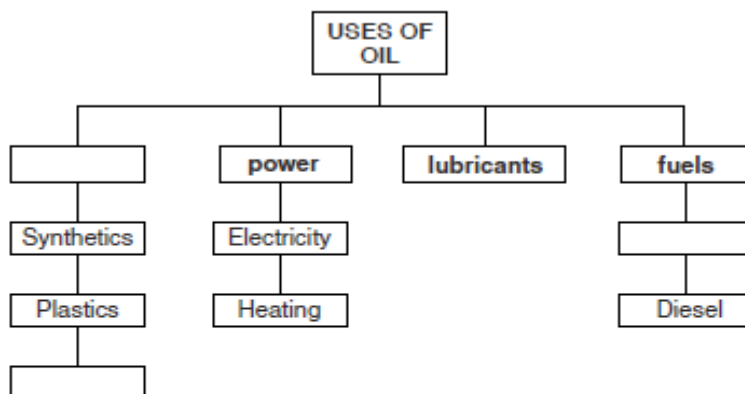 USES OF
OIL
power
lubricants
fuels
Synthetics
Electricity
Plastics
Heating
Diesel